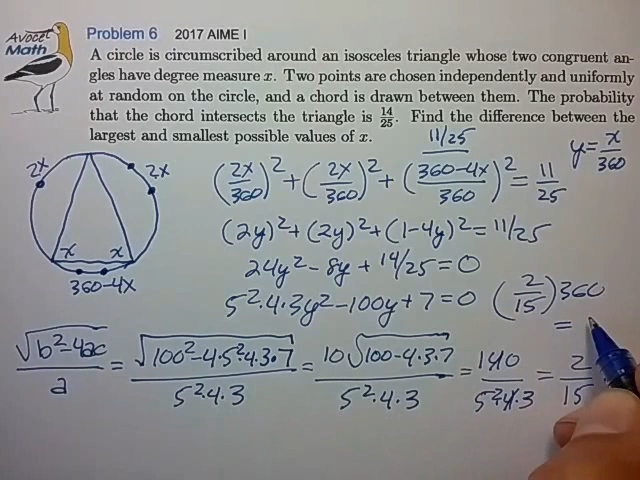 Avocet Math
Problem 6 2017 AIME I
A circle is circumscribed around an isosceles triangle whose two congruent an-
gles have degree measure x. Two points are chosen independently and uniformly
at random on the circle, and a chord is drawn between them. The probability
that the chord intersects the triangle is 14/25. Find the difference between the
largest and smallest possible values of x.
11/25
y = x/360
2x 2x
x x
360-4x
(2x/360)² + (2x/360)² + (360-4x/360)² = 11/25
(2y)² + (2y)² + (1-4y)² = 11/25
24y² - 8y + 14/25 = 0
5²·4·3y² - 100y + 7 = 0
(2/15)360
=
√b²-4ac/a = √100²-4·5²·4·3·7/5²·4·3 = 10√100-4·3·7/5²·4·3 = 140/5²·4·3 = 2/15